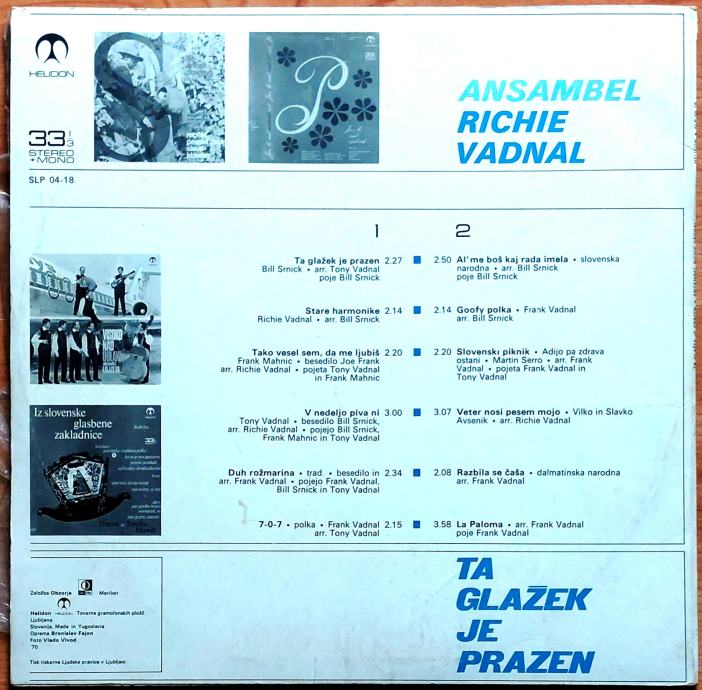 HELIDON
33 1/3
STEREO
+MONO
SLP 04-18
ANSAMBEL
RICHIE
VADNAL
1
Ta glažek je prazen 2.27
Bill Srnick • arr. Tony Vadnal
poje Bill Srnick
Stare harmonike 2.14
Richie Vadnal • arr. Bill Srnick
Tako vesel sem, da me ljubiš 2.20
Frank Mahnic • besedilo Joe Frank
arr. Richie Vadnal • pojeta Tony Vadnal
in Frank Mahnic
V nedeljo piva ni 3.00
Tony Vadnal • besedilo Bill Srnick,
arr. Richie Vadnal • pojejo Bill Srnick,
Frank Mahnic in Tony Vadnal
Duh rožmarina • trad. • besedilo in 2.34
arr. Frank Vadnal • pojejo Frank Vadnal,
Bill Srnick in Tony Vadnal
7-0-7 • polka • Frank Vadnal 2.15
arr. Tony Vadnal
2
2.50 Al' me boš kaj rada imela • slovenska
narodna • arr. Bill Srnick
poje Bill Srnick
2.14 Goofy polka • Frank Vadnal
arr. Bill Srnick
2.20 Slovenski piknik • Adijo pa zdrava
ostani • Martin Serro • arr. Frank
Vadnal • pojeta Frank Vadnal in
Tony Vadnal
3.07 Veter nosi pesem mojo • Vilko in Slavko
Avsenik • arr. Richie Vadnal
2.08 Razbila se čaša • dalmatinska narodna
arr. Frank Vadnal
3.58 La Paloma • arr. Frank Vadnal
poje Frank Vadnal
Iz slovenske
glasbene
zakladnice
Založba Obzorja Maribor
Helidon HELIDON Tovarna gramofonskih plošč
Ljubljana
Slovenija, Made in Yugoslavia
Oprema Bronislav Fajon
Foto Vlado Vivod
'70
Tisk tiskarne Ljudske pravice v Ljubljani
TA
GLAŽEK
JE
PRAZEN